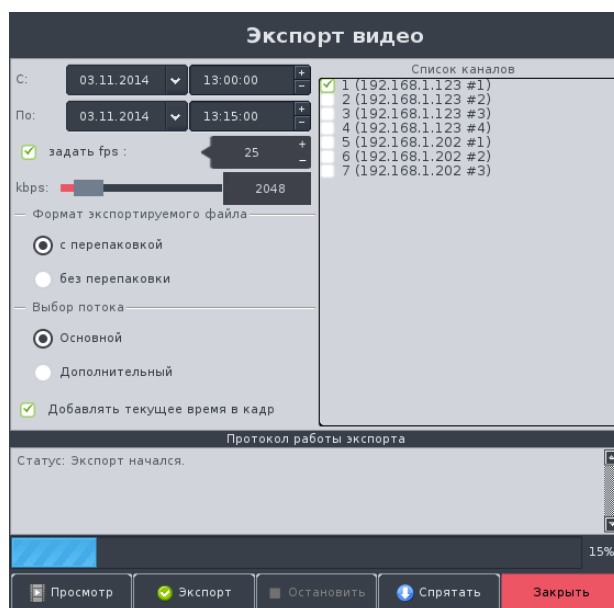 Экспорт видео
С: 03.11.2014 13:00:00 + -
По: 03.11.2014 13:15:00 + -
задать fps : 25 + -
kbps: 2048
Формат экспортируемого файла
с перепаковкой
без перепаковки
Выбор потока
Основной
Дополнительный
Добавлять текущее время в кадр
Список каналов
1 (192.168.1.123 #1)
2 (192.168.1.123 #2)
3 (192.168.1.123 #3)
4 (192.168.1.123 #4)
5 (192.168.1.202 #1)
6 (192.168.1.202 #2)
7 (192.168.1.202 #3)
Протокол работы экспорта
Статус: Экспорт начался.
15%
Просмотр Экспорт Остановить Спрятать Закрыть